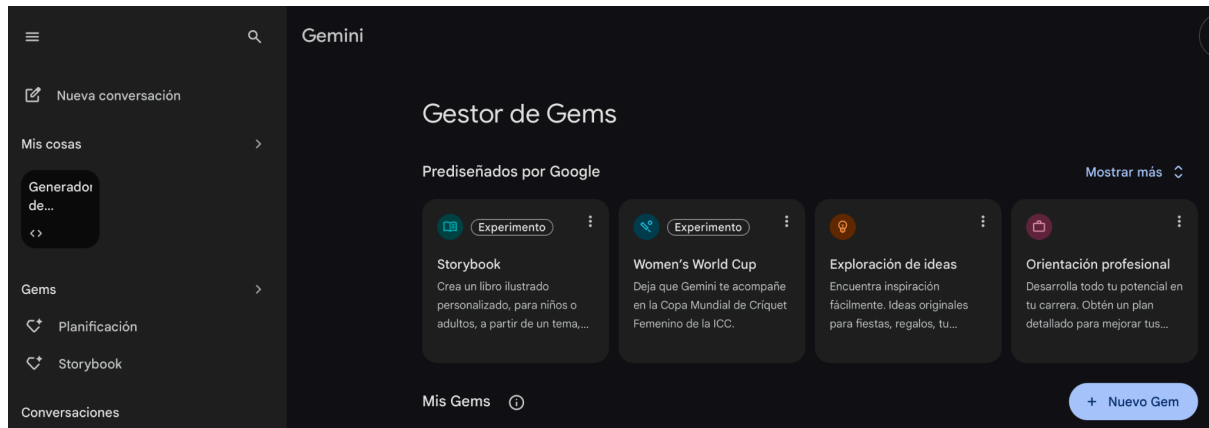 Gemini
Nueva conversación
Mis cosas
Generador
de...
Gems
Planificación
Storybook
Conversaciones
Gestor de Gems
Prediseñados por Google
Mostrar más
Experimento
Storybook
Crea un libro ilustrado
personalizado, para niños o
adultos, a partir de un tema,...
Experimento
Women's World Cup
Deja que Gemini te acompañe
en la Copa Mundial de Críquet
Femenino de la ICC.
Exploración de ideas
Encuentra inspiración
fácilmente. Ideas originales
para fiestas, regalos, tu...
Orientación profesional
Desarrolla todo tu potencial en
tu carrera. Obtén un plan
detallado para mejorar tus...
Mis Gems
+ Nuevo Gem